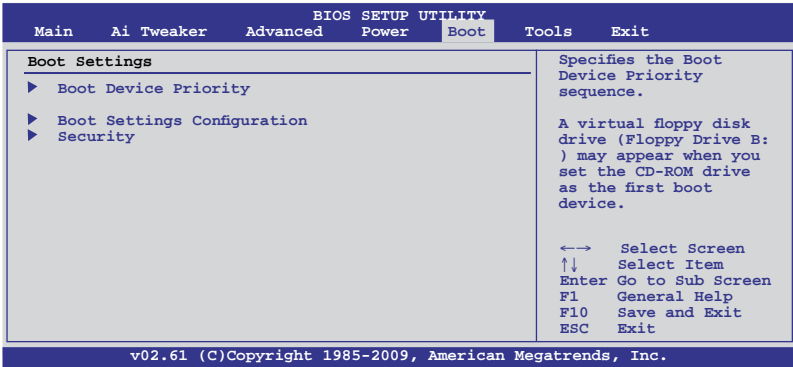 BIOS SETUP UTILITY
Main Ai Tweaker Advanced Power Boot Tools Exit
Boot Settings
Boot Device Priority
Boot Settings Configuration
Security
Specifies the Boot
Device Priority
sequence.
A virtual floppy disk
drive (Floppy Drive B:
) may appear when you
set the CD-ROM drive
as the first boot
device.
←→ Select Screen
↑↓ Select Item
Enter Go to Sub Screen
F1 General Help
F10 Save and Exit
ESC Exit
v02.61 (C)Copyright 1985-2009, American Megatrends, Inc.